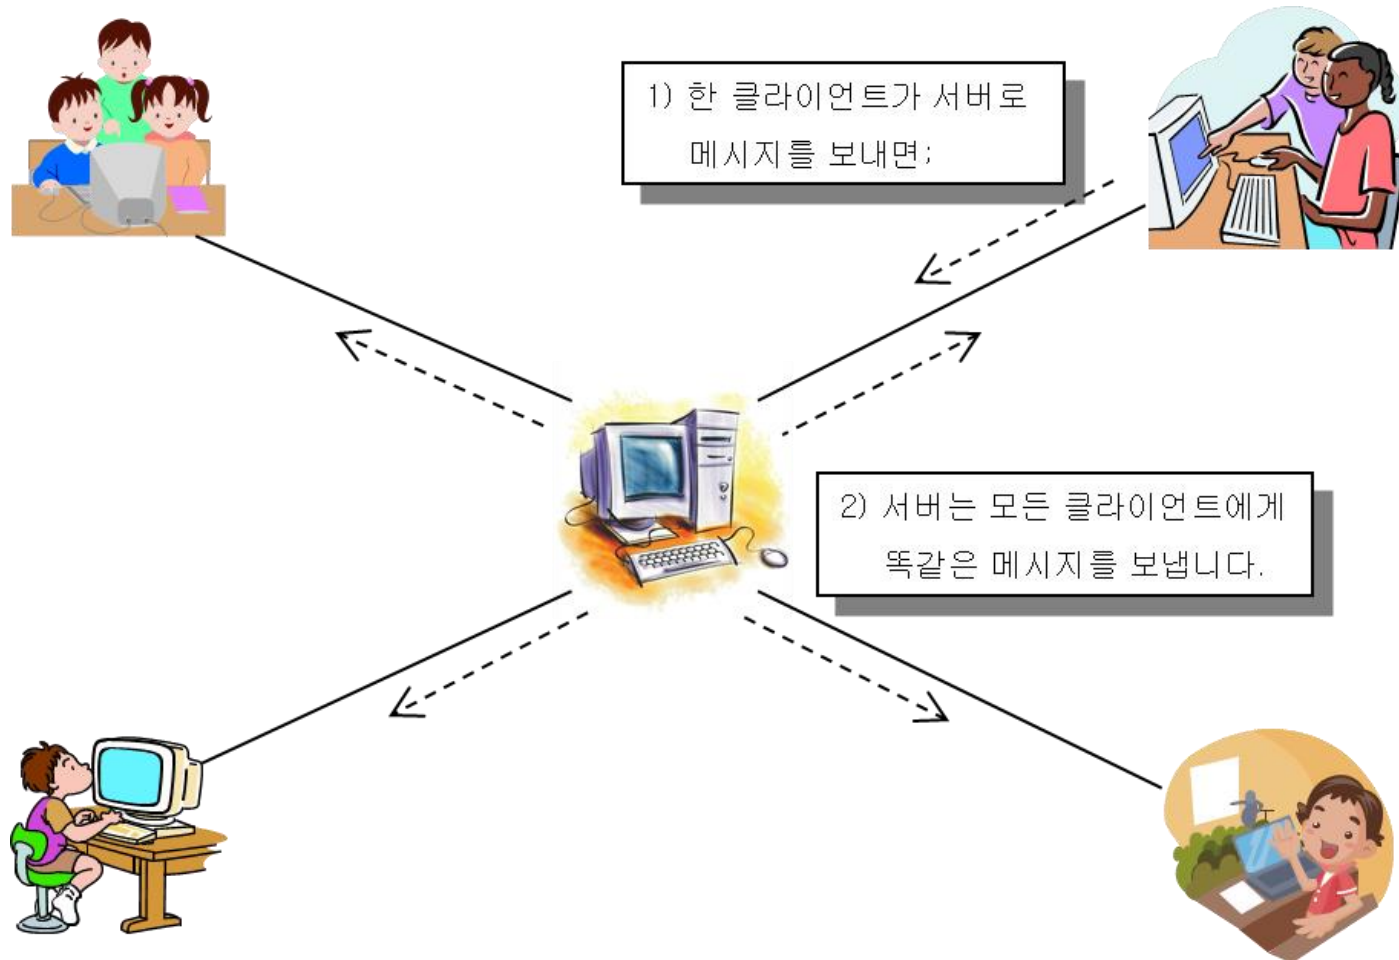 1) 한 클라이언트가 서버로
메시지를 보내면;
2) 서버는 모든 클라이언트에게
똑같은 메시지를 보냅니다.